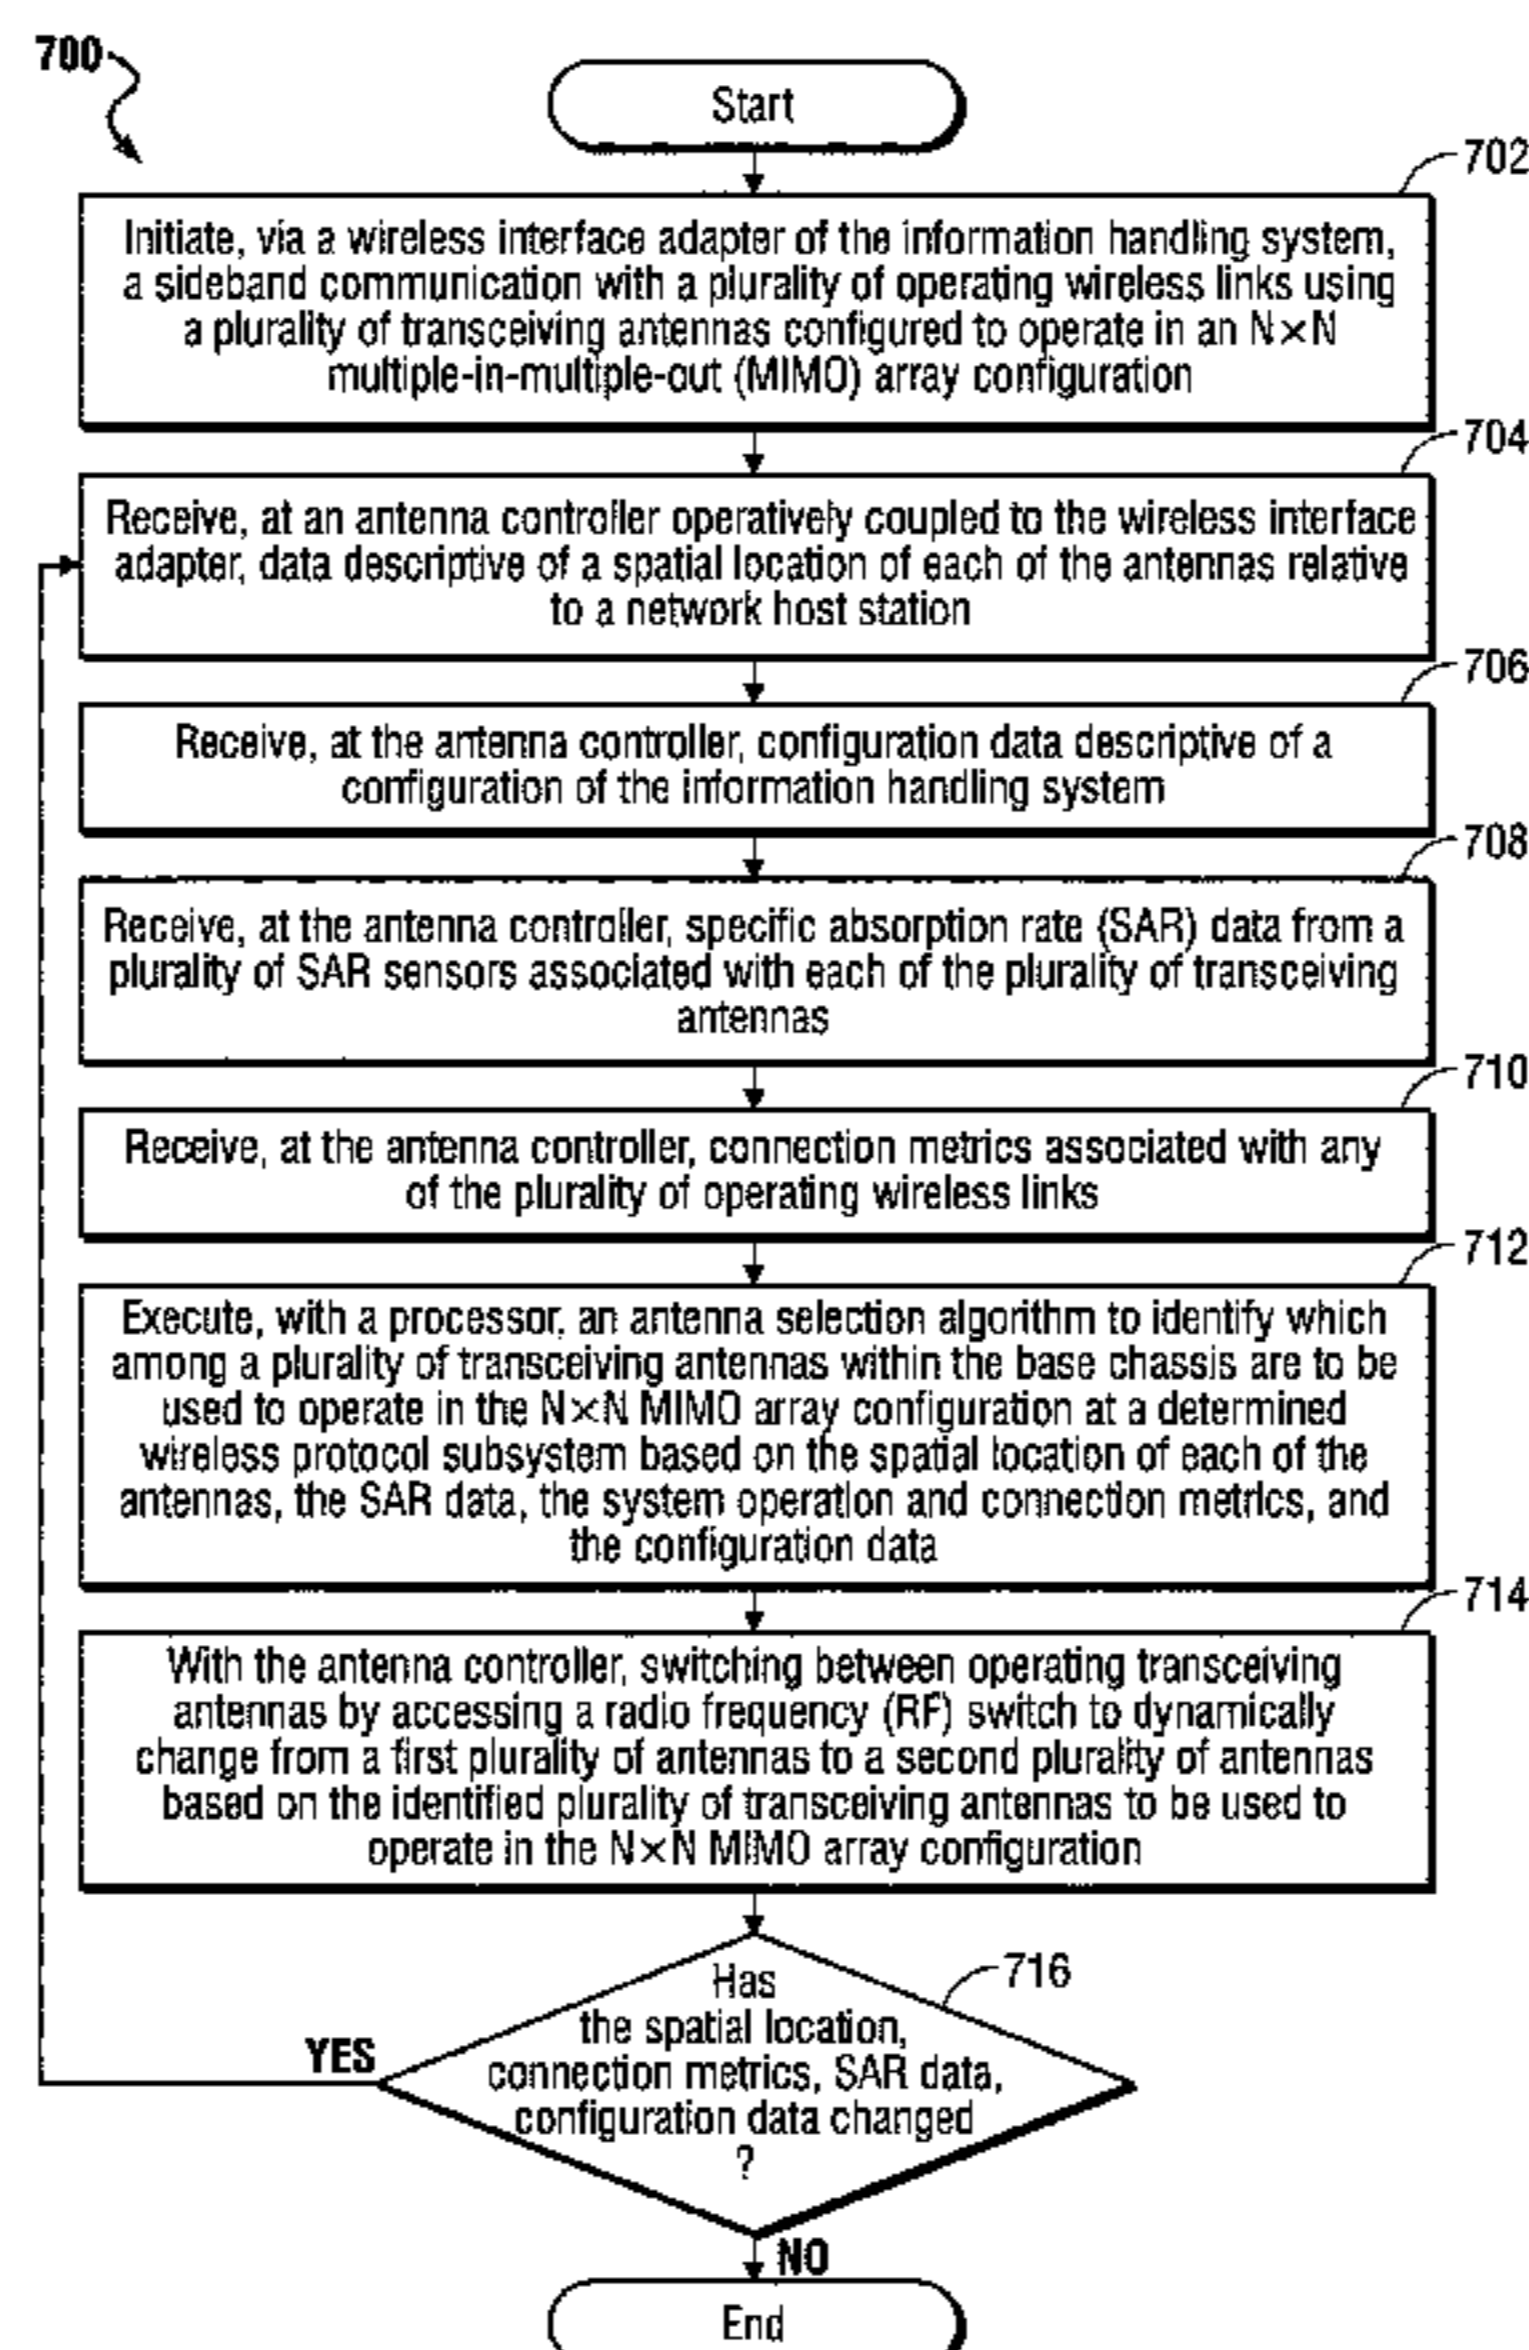 700
Start
702
Initiate, via a wireless interface adapter of the information handling system,
a sideband communication with a plurality of operating wireless links using
a plurality of transceiving antennas configured to operate in an N×N
multiple-in-multiple-out (MIMO) array configuration
704
Receive, at an antenna controller operatively coupled to the wireless interface
adapter, data descriptive of a spatial location of each of the antennas relative
to a network host station
706
Receive, at the antenna controller, configuration data descriptive of a
configuration of the information handling system
708
Receive, at the antenna controller, specific absorption rate (SAR) data from a
plurality of SAR sensors associated with each of the plurality of transceiving
antennas
710
Receive, at the antenna controller, connection metrics associated with any
of the plurality of operating wireless links
712
Execute, with a processor, an antenna selection algorithm to identify which
among a plurality of transceiving antennas within the base chassis are to be
used to operate in the N×N MIMO array configuration at a determined
wireless protocol subsystem based on the spatial location of each of the
antennas, the SAR data, the system operation and connection metrics, and
the configuration data
714
With the antenna controller, switching between operating transceiving
antennas by accessing a radio frequency (RF) switch to dynamically
change from a first plurality of antennas to a second plurality of antennas
based on the identified plurality of transceiving antennas to be used to
operate in the N×N MIMO array configuration
716
Has
the spatial location,
connection metrics, SAR data,
configuration data changed
?
YES
NO
End